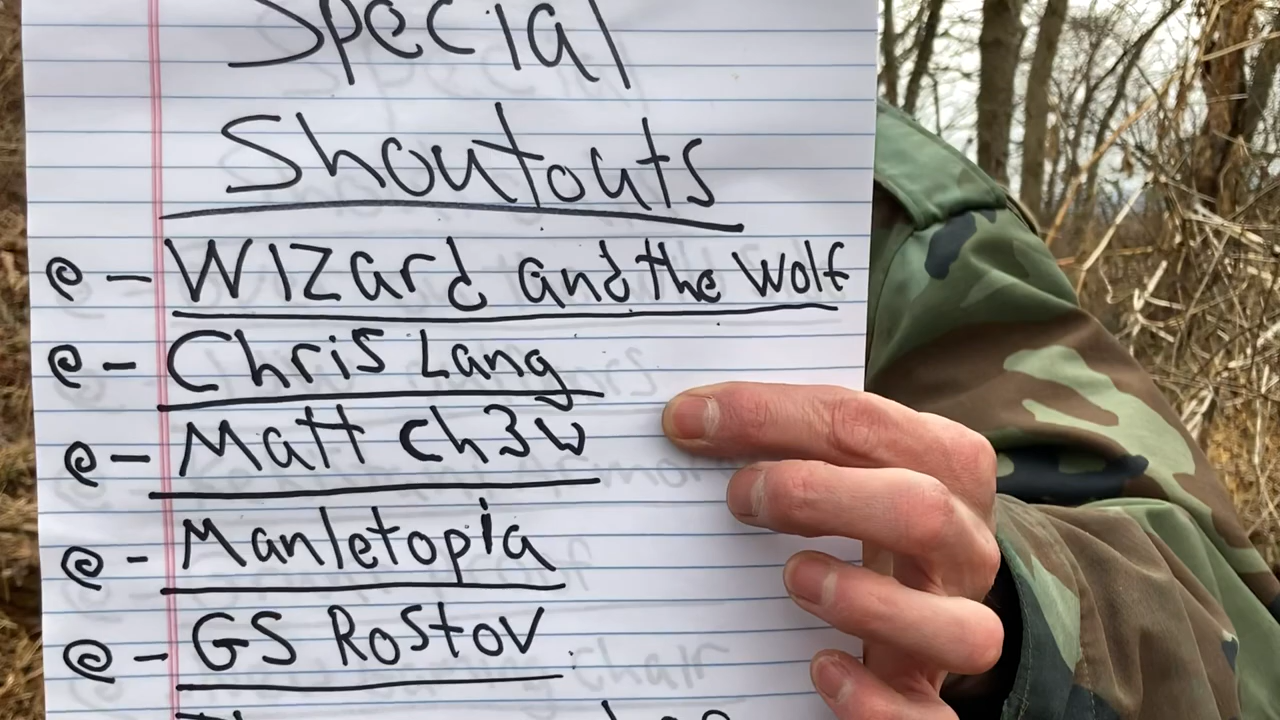 Special
Shoutouts
@ - Wizard and the Wolf
@ - Chris Lang
@ - Matt Ch3w
@ - Manletopia
@ - GS Rostov